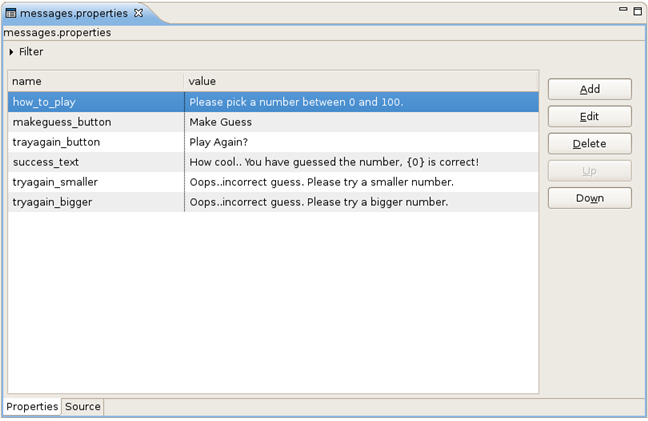 messages.properties
messages.properties
Filter
name value
how_to_play Please pick a number between 0 and 100.
makeguess_button Make Guess
trayagain_button Play Again?
success_text How cool.. You have guessed the number, {0} is correct!
tryagain_smaller Oops..incorrect guess. Please try a smaller number.
tryagain_bigger Oops..incorrect guess. Please try a bigger number.
Add
Edit
Delete
Up
Down
Properties Source